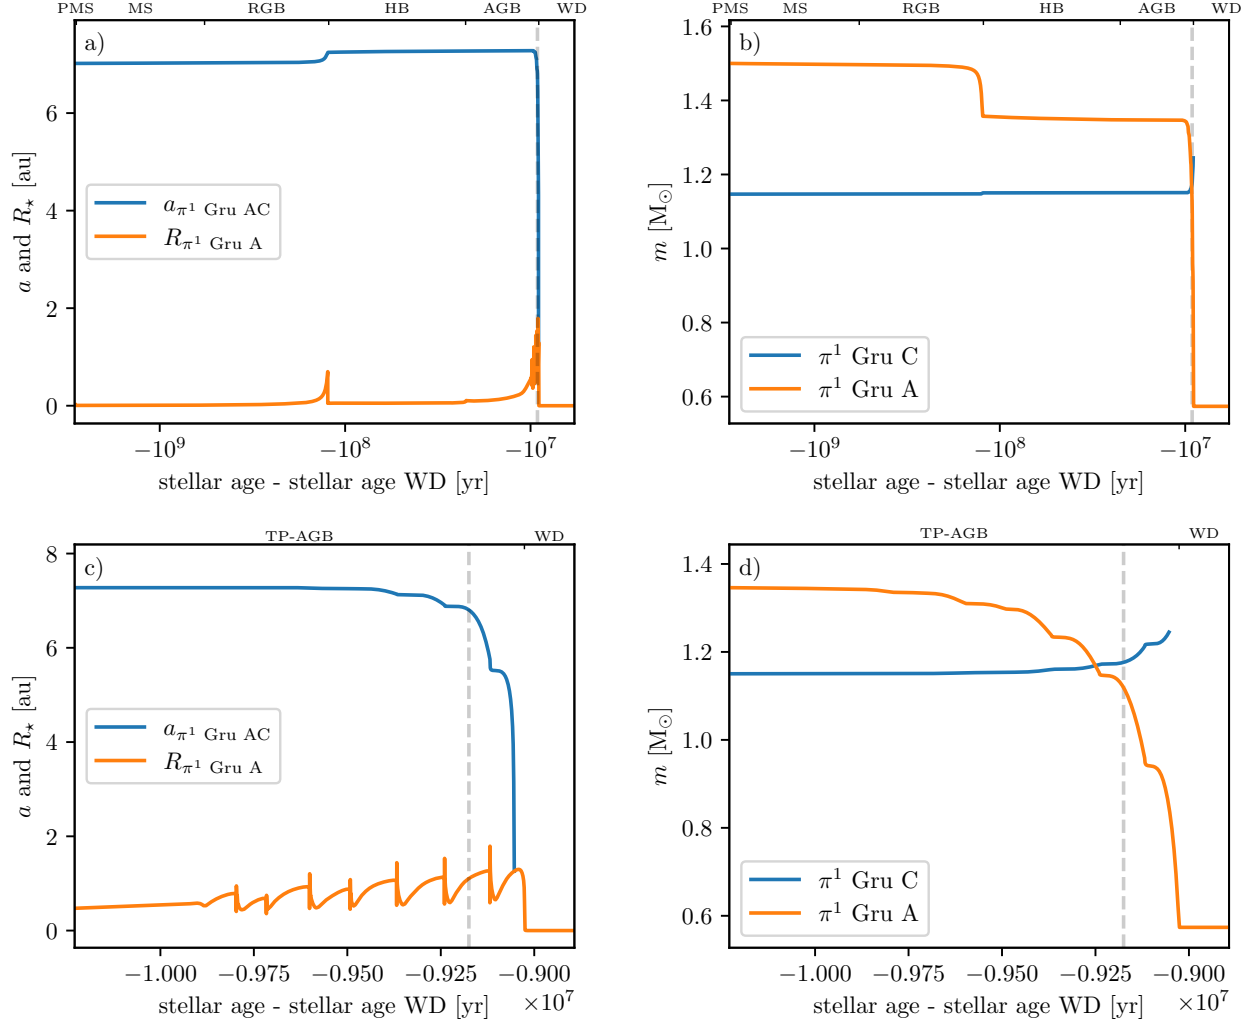 PMS MS RGB HB AGB WD
a)
6
4
2
0
a and R⋆ [au]
a π¹ Gru AC
R π¹ Gru A
−10⁹ −10⁸ −10⁷
stellar age - stellar age WD [yr]
PMS MS RGB HB AGB WD
b)
1.6
1.4
1.2
1.0
0.8
0.6
m [M⊙]
π¹ Gru C
π¹ Gru A
−10⁹ −10⁸ −10⁷
stellar age - stellar age WD [yr]
TP-AGB WD
c)
8
6
4
2
0
a and R⋆ [au]
a π¹ Gru AC
R π¹ Gru A
−1.000 −0.975 −0.950 −0.925 −0.900
×10⁷
stellar age - stellar age WD [yr]
TP-AGB WD
d)
1.4
1.2
1.0
0.8
0.6
m [M⊙]
π¹ Gru C
π¹ Gru A
−1.000 −0.975 −0.950 −0.925 −0.900
×10⁷
stellar age - stellar age WD [yr]